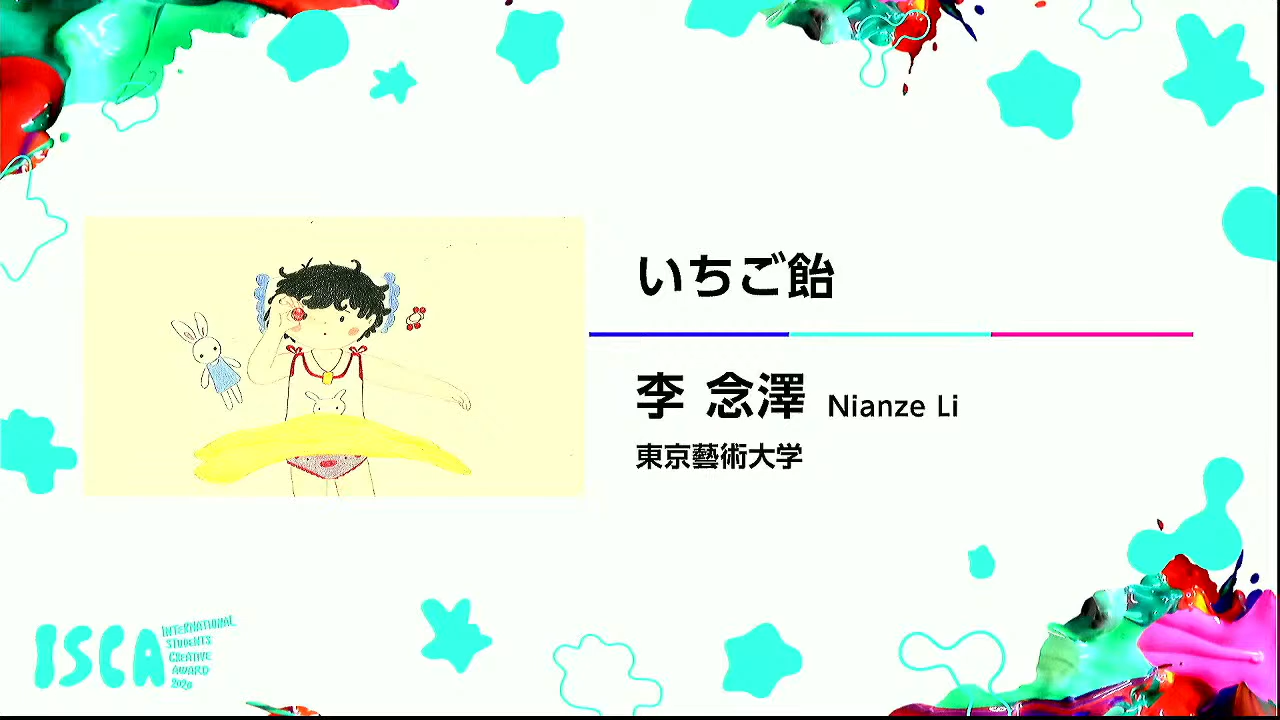 いちご飴
李 念澤 Nianze Li
東京藝術大学
ISCA
INTERNATIONAL
STUDENTS
CREATIVE
AWARD